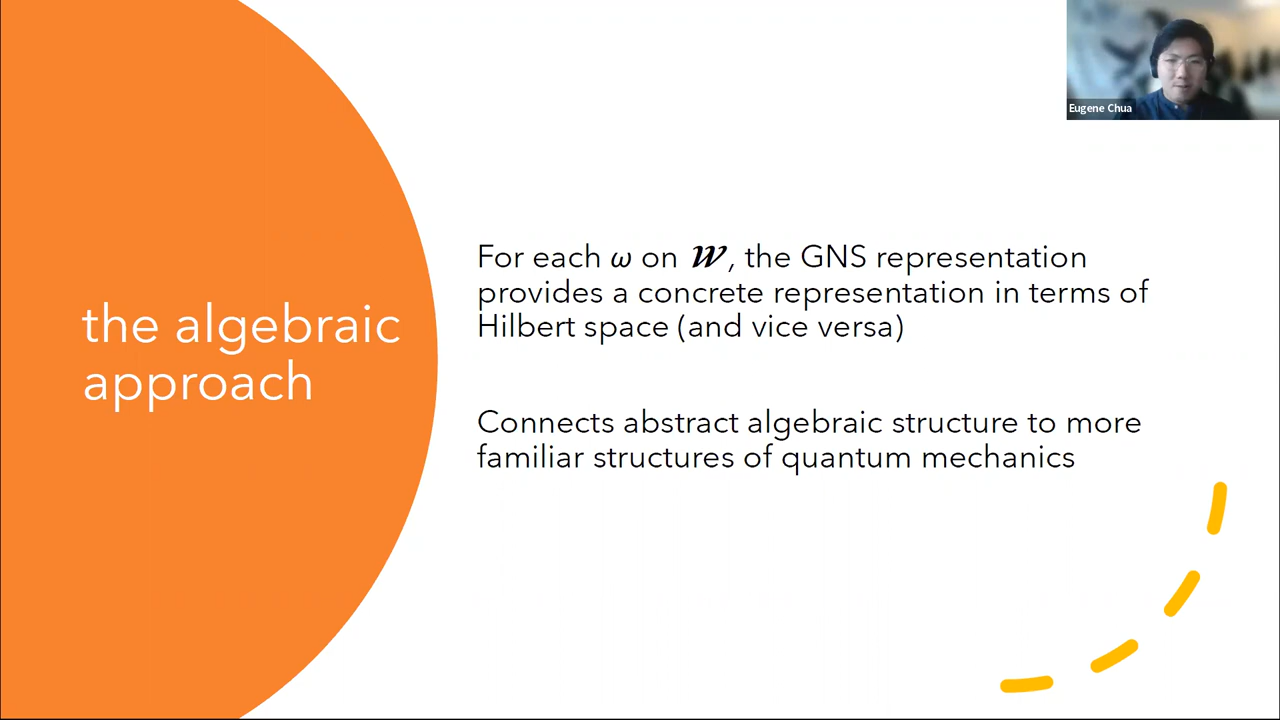 Eugene Chua
the algebraic
approach
For each ω on 𝓦, the GNS representation
provides a concrete representation in terms of
Hilbert space (and vice versa)
Connects abstract algebraic structure to more
familiar structures of quantum mechanics